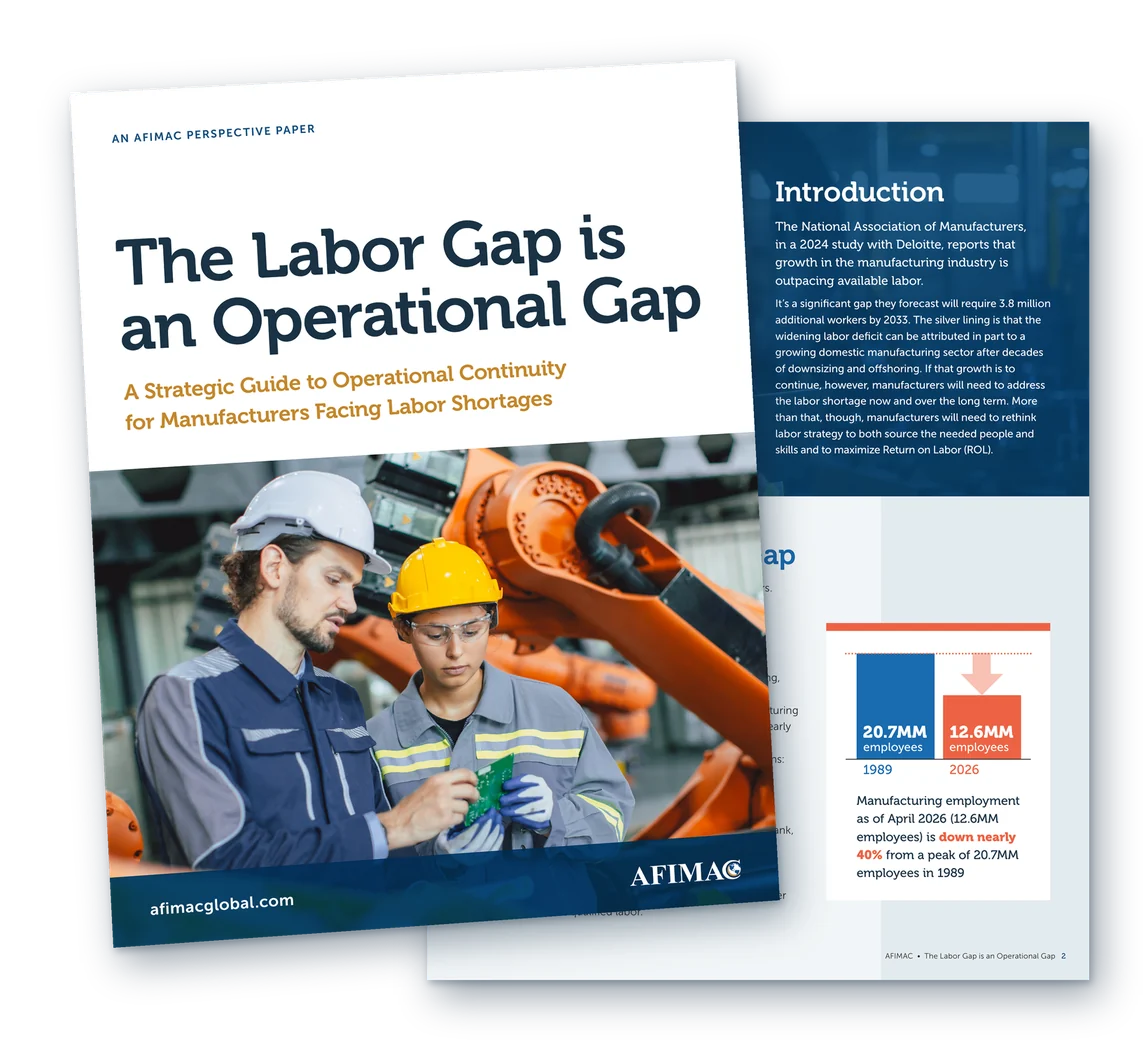 AN AFIMAC PERSPECTIVE PAPER
The Labor Gap is
an Operational Gap
A Strategic Guide to Operational Continuity
for Manufacturers Facing Labor Shortages
afimacglobal.com
AFIMAC
Introduction
The National Association of Manufacturers,
in a 2024 study with Deloitte, reports that
growth in the manufacturing industry is
outpacing available labor.
It's a significant gap they forecast will require 3.8 million
additional workers by 2033. The silver lining is that the
widening labor deficit can be attributed in part to a
growing domestic manufacturing sector after decades
of downsizing and offshoring. If that growth is to
continue, however, manufacturers will need to address
the labor shortage now and over the long term. More
than that, though, manufacturers will need to rethink
labor strategy to both source the needed people and
skills and to maximize Return on Labor (ROL).
20.7MM
employees
1989
12.6MM
employees
2026
Manufacturing employment
as of April 2026 (12.6MM
employees) is down nearly
40% from a peak of 20.7MM
employees in 1989
labor.
AFIMAC • The Labor Gap is an Operational Gap 2